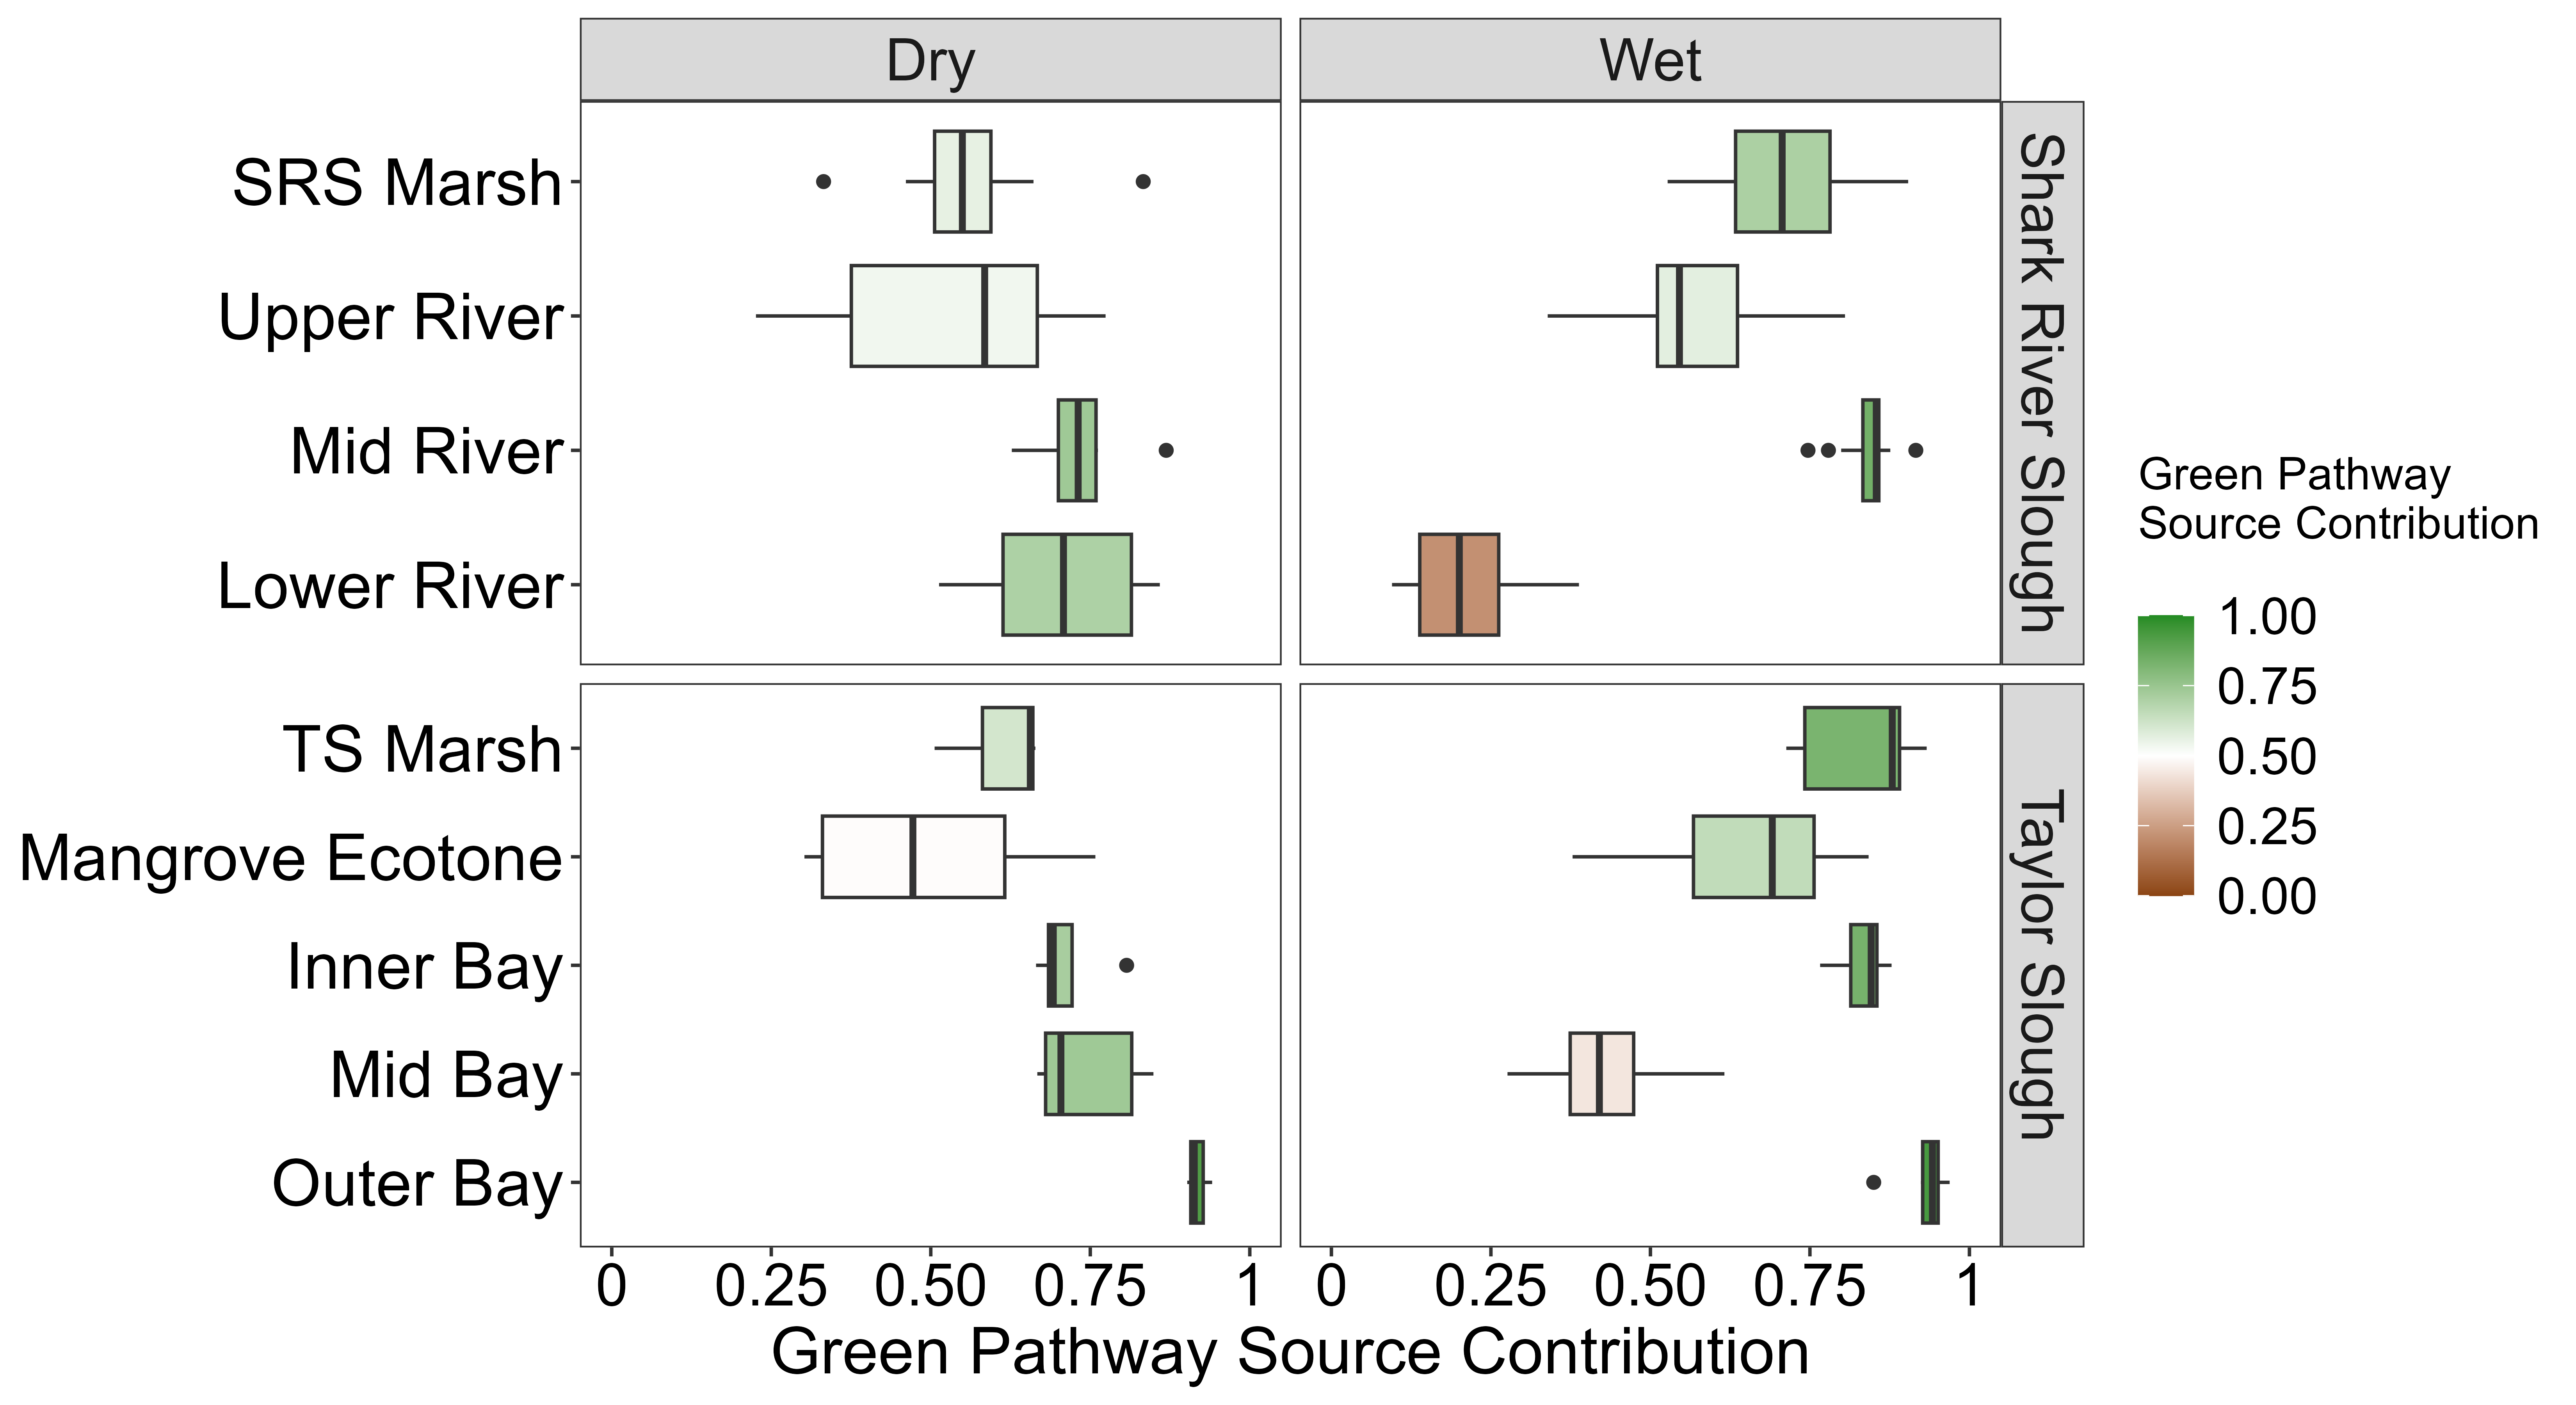 Dry
Wet
SRS Marsh
Upper River
Mid River
Lower River
Shark River Slough
TS Marsh
Mangrove Ecotone
Inner Bay
Mid Bay
Outer Bay
Taylor Slough
0 0.25 0.50 0.75 1
0 0.25 0.50 0.75 1
Green Pathway Source Contribution
Green Pathway
Source Contribution
1.00
0.75
0.50
0.25
0.00